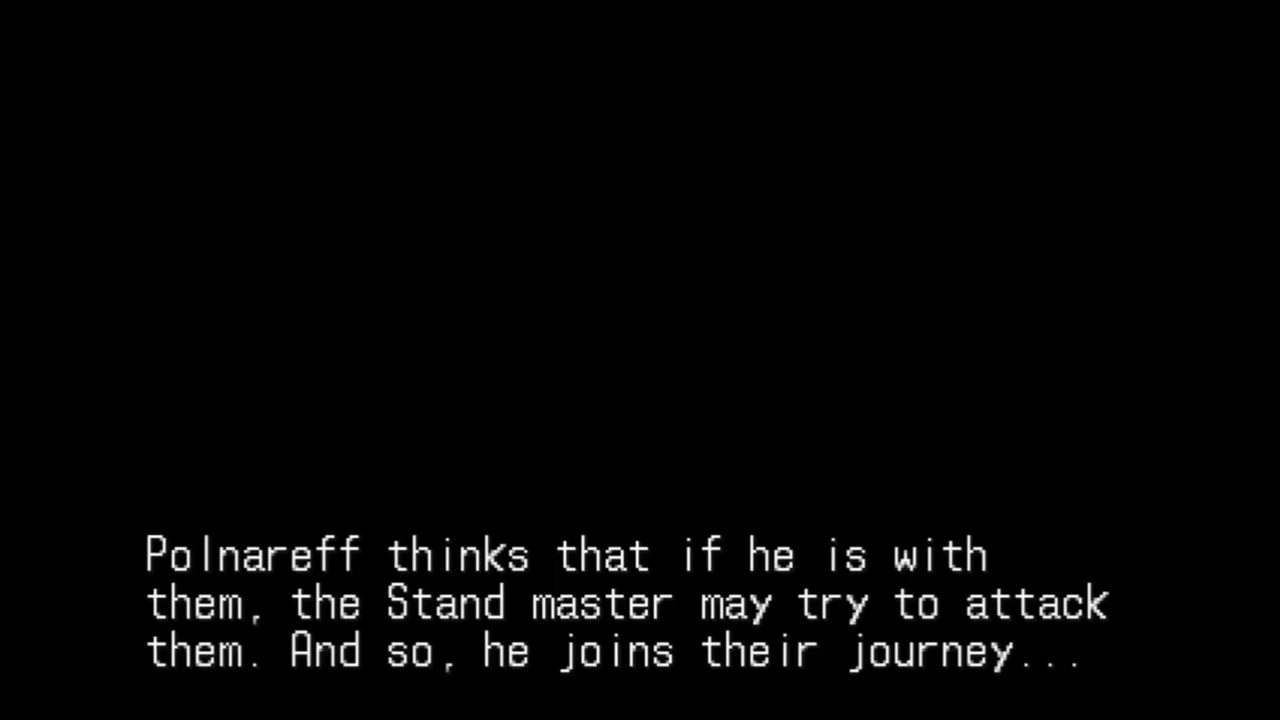 Polnareff thinks that if he is with
them, the Stand master may try to attack
them. And so, he joins their journey...